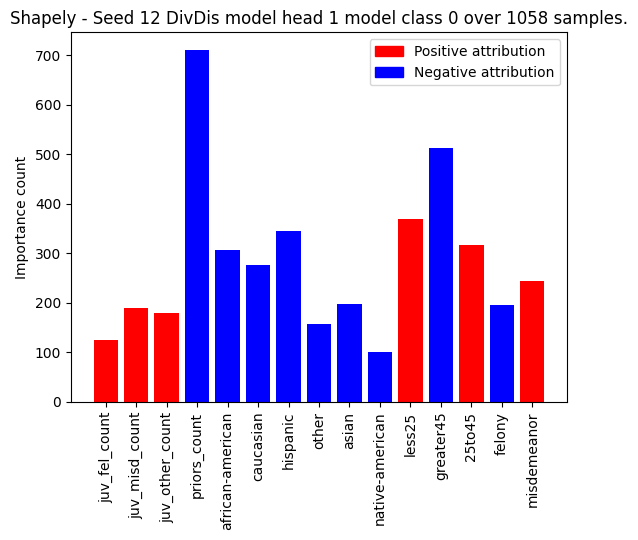 Shapely - Seed 12 DivDis model head 1 model class 0 over 1058 samples.
Positive attribution
Negative attribution
Importance count
700
600
500
400
300
200
100
0
juv_fel_count
juv_misd_count
juv_other_count
priors_count
african-american
caucasian
hispanic
other
asian
native-american
less25
greater45
25to45
felony
misdemeanor